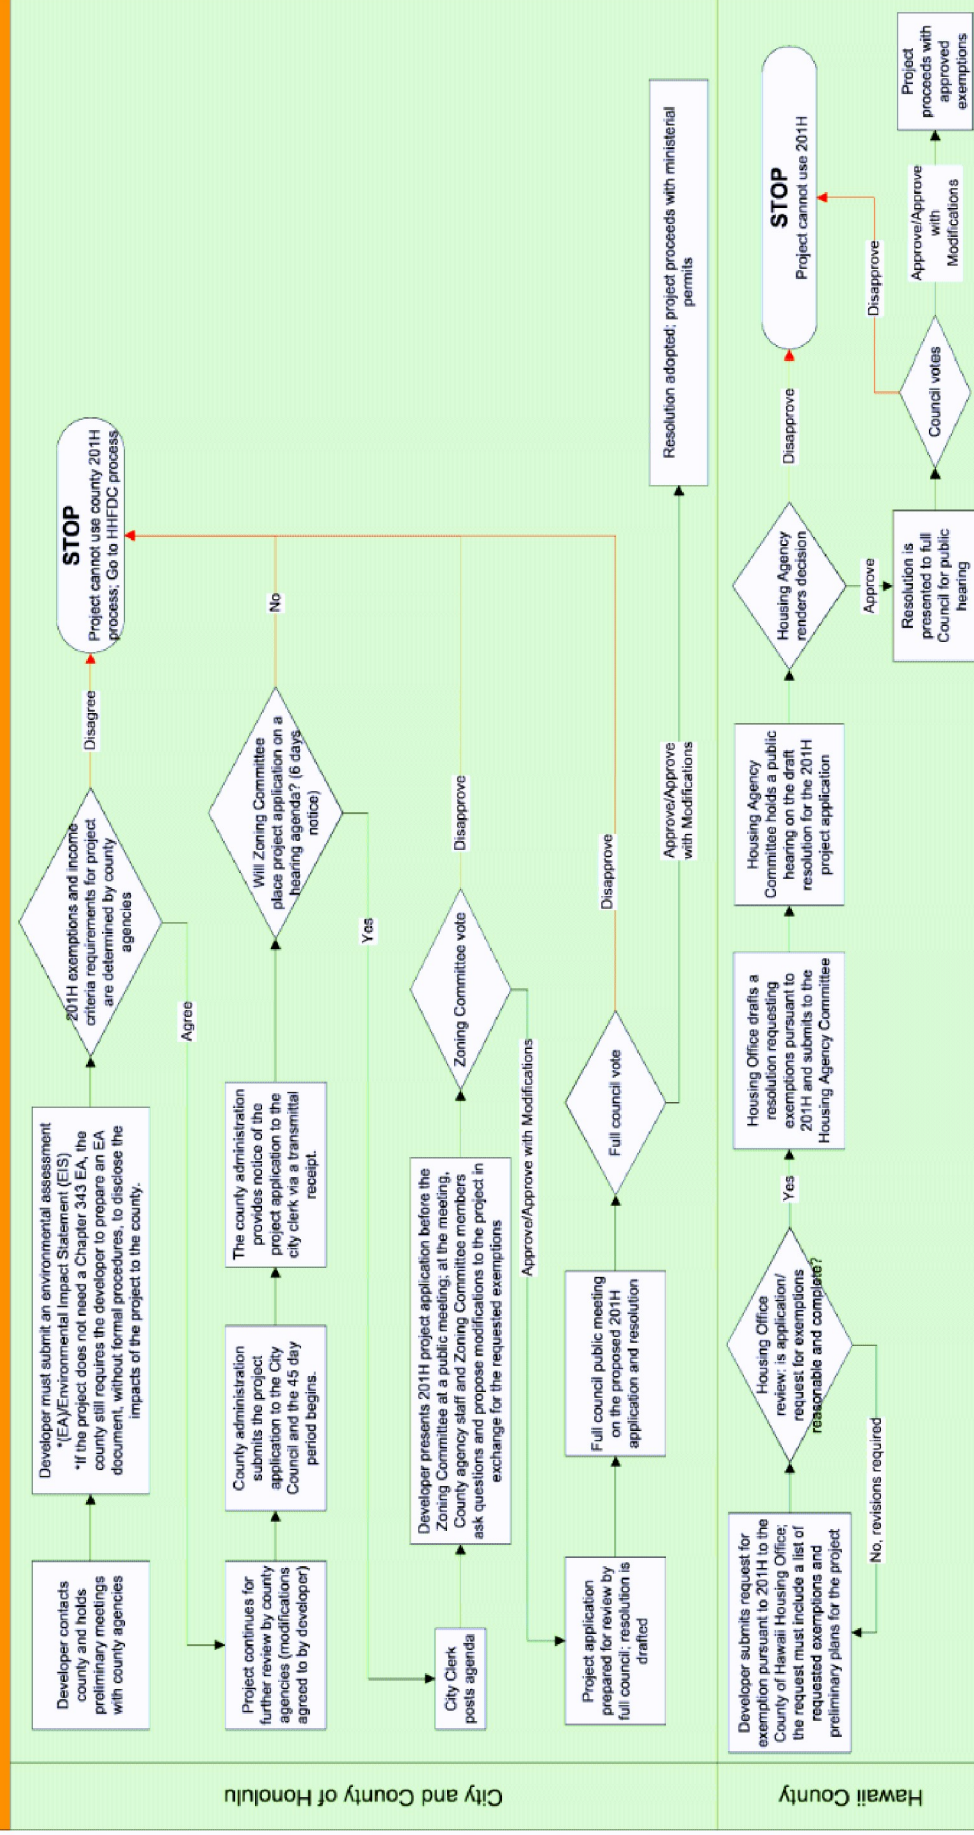 City and County of Honolulu
Developer contacts
county and holds
preliminary meetings
with county agencies
Developer must submit an environmental assessment
*(EA)/Environmental Impact Statement (EIS)
*If the project does not need a Chapter 343 EA, the
county still requires the developer to prepare an EA
document, without formal procedures, to disclose the
impacts of the project to the county.
201H exemptions and income
criteria requirements for project
are determined by county
agencies
Disagree
STOP
Project cannot use county 201H
process; Go to HHFDC process
Agree
Project continues for
further review by county
agencies (modifications
agreed to by developer)
County administration
submits the project
application to the City
Council and the 45 day
period begins.
The county administration
provides notice of the
project application to the
city clerk via a transmittal
receipt.
Will Zoning Committee
place project application on a
hearing agenda? (6 days
notice)
No
Yes
City Clerk
posts agenda
Developer presents 201H project application before the
Zoning Committee at a public meeting; at the meeting,
County agency staff and Zoning Committee members
ask questions and propose modifications to the project in
exchange for the requested exemptions
Zoning Committee vote
Disapprove
Approve/Approve with Modifications
Project application
prepared for review by
full council; resolution is
drafted
Full council public meeting
on the proposed 201H
application and resolution
Full council vote
Disapprove
Approve/Approve
with Modifications
Resolution adopted; project proceeds with ministerial
permits
Hawaii County
Developer submits request for
exemption pursuant to 201H to the
County of Hawaii Housing Office;
the request must include a list of
requested exemptions and
preliminary plans for the project
Housing Office
review: is application/
request for exemptions
reasonable and complete?
No, revisions required
Yes
Housing Office drafts a
resolution requesting
exemptions pursuant to
201H and submits to the
Housing Agency Committee
Housing Agency
Committee holds a public
hearing on the draft
resolution for the 201H
project application
Housing Agency
renders decision
Disapprove
STOP
Project cannot use 201H
Approve
Resolution is
presented to full
Council for public
hearing
Council votes
Disapprove
Approve/Approve
with
Modifications
Project
proceeds with
approved
exemptions